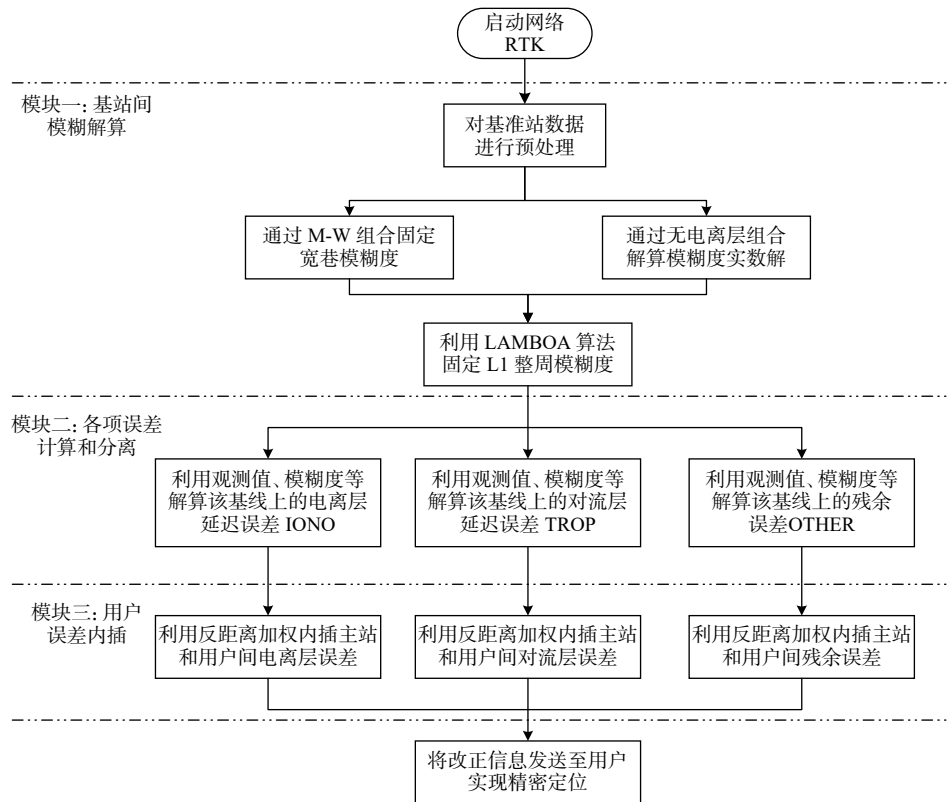 启动网络
RTK
模块一: 基站间
模糊解算
对基准站数据
进行预处理
通过 M-W 组合固定
宽巷模糊度
通过无电离层组合
解算模糊度实数解
利用 LAMBOA 算法
固定 L1 整周模糊度
模块二: 各项误差
计算和分离
利用观测值、模糊度等
解算该基线上的电离层
延迟误差 IONO
利用观测值、模糊度等
解算该基线上的对流层
延迟误差 TROP
利用观测值、模糊度等
解算该基线上的残余
误差OTHER
模块三: 用户
误差内插
利用反距离加权内插主站
和用户间电离层误差
利用反距离加权内插主站
和用户间对流层误差
利用反距离加权内插主站
和用户间残余误差
将改正信息发送至用户
实现精密定位